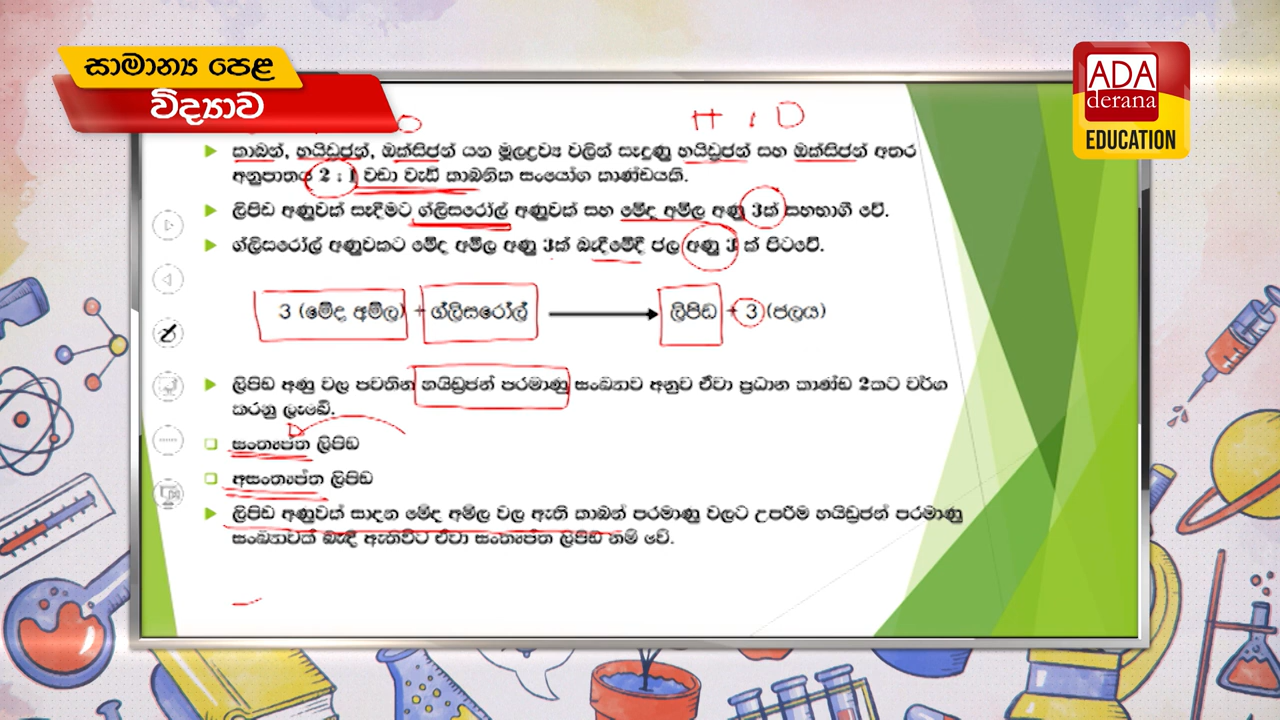 සාමාන්‍ය පෙළ
විද්‍යාව
ADA
derana
EDUCATION
H : O
කාබන්, හයිඩ්‍රජන්, ඔක්සිජන් යන මූලද්‍රව්‍ය වලින් සෑදුණු හයිඩ්‍රජන් සහ ඔක්සිජන් අතර
අනුපාතය 2 : 1 වඩා වැඩි කාබනික සංයෝග කාණ්ඩයකි.
ලිපිඩ අණුවක් සෑදීමට ග්ලිසරෝල් අණුවක් සහ මේද අම්ල අණු 3ක් සහභාගී වේ.
ග්ලිසරෝල් අණුවකට මේද අම්ල අණු 3ක් බැඳීමේදී ජල අණු 3 ක් පිටවේ.
3 (මේද අම්ල) + ග්ලිසරෝල් ⟶ ලිපිඩ + 3 (ජලය)
ලිපිඩ අණු වල පවතින හයිඩ්‍රජන් පරමාණු සංඛ්‍යාව අනුව ඒවා ප්‍රධාන කාණ්ඩ 2කට වර්ග
කරනු ලැබේ.
සංතෘප්ත ලිපිඩ
අසංතෘප්ත ලිපිඩ
ලිපිඩ අණුවක් සාදන මේද අම්ල වල ඇති කාබන් පරමාණු වලට උපරිම හයිඩ්‍රජන් පරමාණු
සංඛ්‍යාවක් බැඳී ඇතිවිට ඒවා සංතෘප්ත ලිපිඩ නම් වේ.